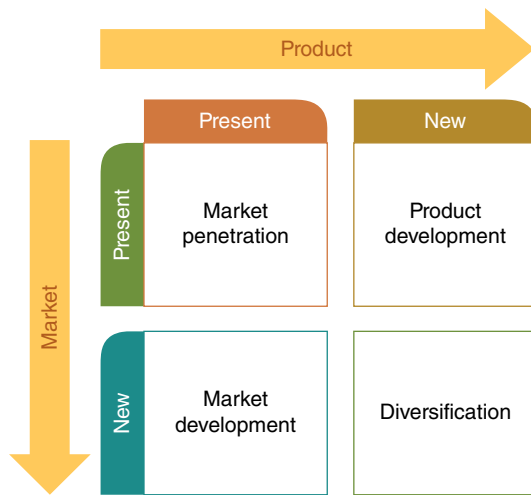 Product
Present
New
Market
Present
Market
penetration
Product
development
New
Market
development
Diversification